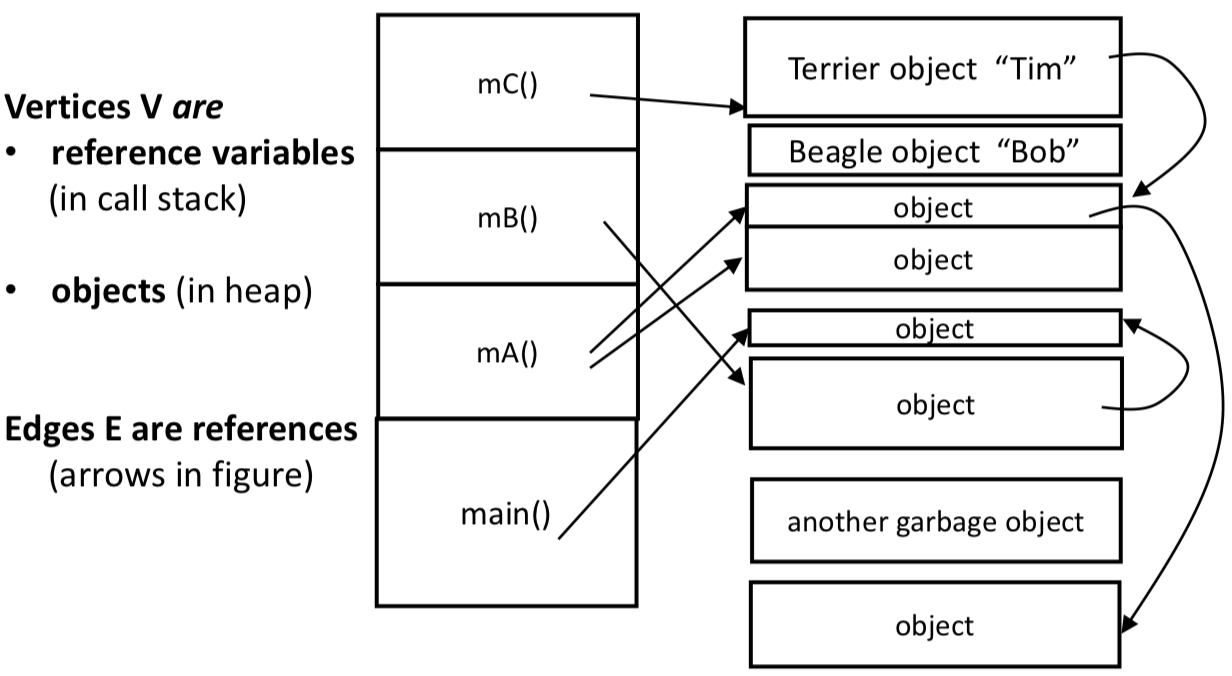 Vertices V are
• reference variables
(in call stack)
• objects (in heap)
Edges E are references
(arrows in figure)
mC()
mB()
mA()
main()
Terrier object “Tim”
Beagle object “Bob”
object
object
object
object
another garbage object
object